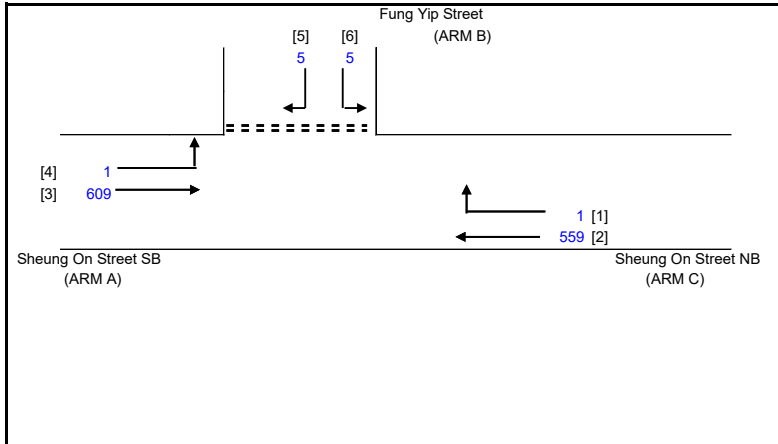 Fung Yip Street
[5] [6] (ARM B)
5 5
[4] 1
[3] 609
1 [1]
559 [2]
Sheung On Street SB Sheung On Street NB
(ARM A) (ARM C)